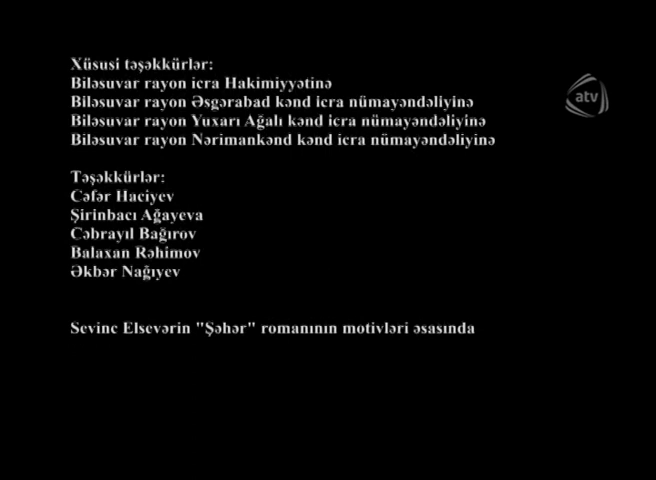 Xüsusi təşəkkürlər:
Biləsuvar rayon icra Hakimiyyətinə
Biləsuvar rayon Əsgərabad kənd icra nümayəndəliyinə
Biləsuvar rayon Yuxarı Ağalı kənd icra nümayəndəliyinə
Biləsuvar rayon Nərimankənd kənd icra nümayəndəliyinə
atv
Təşəkkürlər:
Cəfər Haciyev
Şirinbacı Ağayeva
Cəbrayıl Bağırov
Balaxan Rəhimov
Əkbər Nağıyev
Sevinc Elsevərin "Şəhər" romanının motivləri əsasında